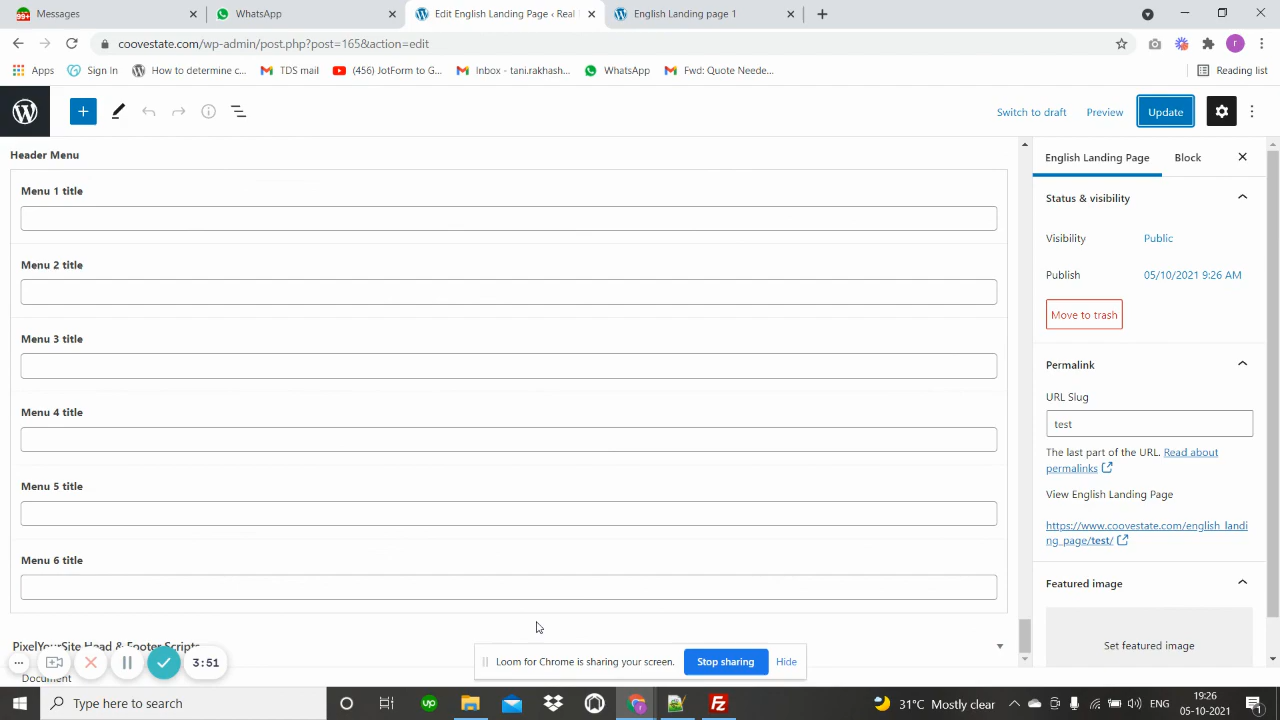 99+
Messages
WhatsApp
Edit English Landing Page ‹ Real
English Landing page 1
coovestate.com/wp-admin/post.php?post=165&action=edit
r
Apps
Sign In
How to determine c...
TDS mail
(456) JotForm to G...
Inbox - tani.rakhash...
WhatsApp
Fwd: Quote Neede...
Reading list
Switch to draft
Preview
Update
Header Menu
Menu 1 title
Menu 2 title
Menu 3 title
Menu 4 title
Menu 5 title
Menu 6 title
PixelYourSite Head & Footer Scripts
Document
English Landing Page
Block
Status & visibility
Visibility
Public
Publish
05/10/2021 9:26 AM
Move to trash
Permalink
URL Slug
test
The last part of the URL. Read about
permalinks
View English Landing Page
https://www.coovestate.com/english_landi
ng_page/test/
Featured image
Set featured image
3:51
Loom for Chrome is sharing your screen.
Stop sharing
Hide
Type here to search
up
31°C Mostly clear
ENG
19:26
05-10-2021
1